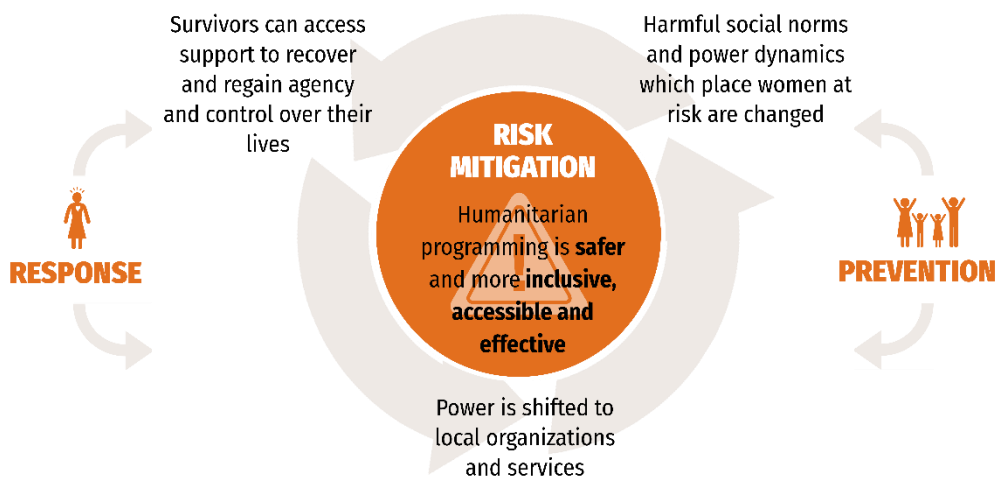 Survivors can access
support to recover
and regain agency
and control over their
lives
Harmful social norms
and power dynamics
which place women at
risk are changed
RISK
MITIGATION
Humanitarian
programming is safer
and more inclusive,
accessible and
effective
RESPONSE
PREVENTION
Power is shifted to
local organizations
and services